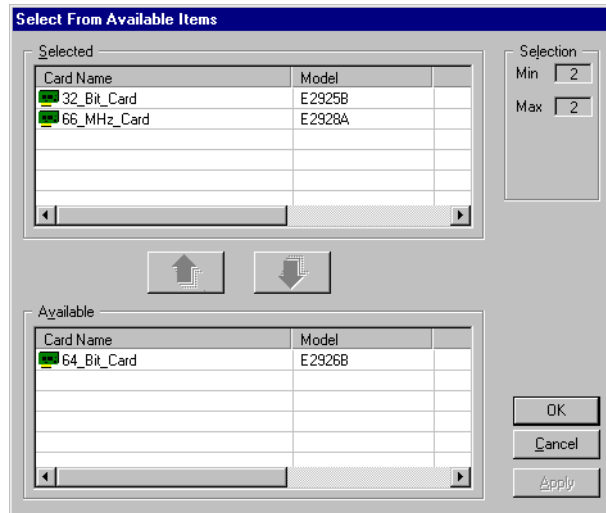 Select From Available Items
Selected
Card Name Model
32_Bit_Card E2925B
66_MHz_Card E2928A
Selection
Min 2
Max 2
Available
Card Name Model
64_Bit_Card E2926B
OK
Cancel
Apply